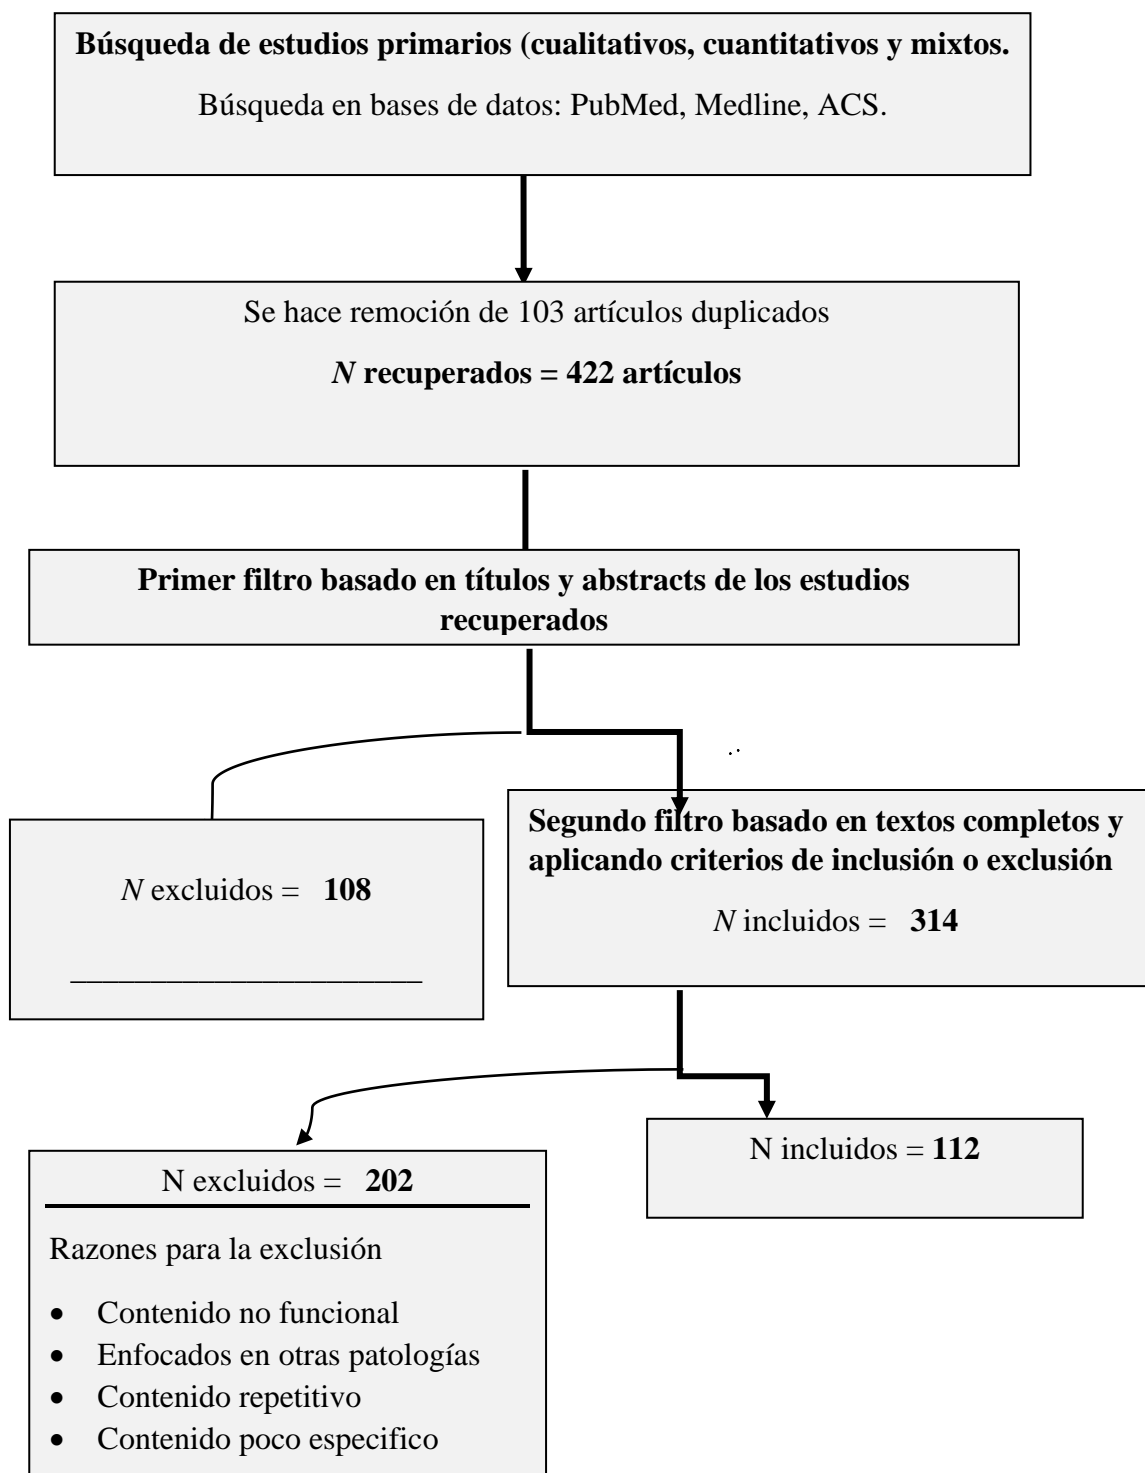 Búsqueda de estudios primarios (cualitativos, cuantitativos y mixtos.
Búsqueda en bases de datos: PubMed, Medline, ACS.
Se hace remoción de 103 artículos duplicados
N recuperados = 422 artículos
Primer filtro basado en títulos y abstracts de los estudios
recuperados
N excluidos = 108
Segundo filtro basado en textos completos y
aplicando criterios de inclusión o exclusión
N incluidos = 314
N excluidos = 202
Razones para la exclusión
• Contenido no funcional
• Enfocados en otras patologías
• Contenido repetitivo
• Contenido poco especifico
N incluidos = 112